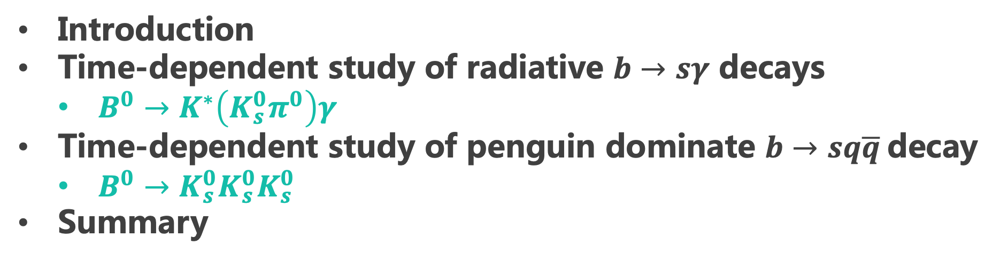 • Introduction
• Time-dependent study of radiative b → sγ decays
• B⁰ → K*(K⁰ₛπ⁰)γ
• Time-dependent study of penguin dominate b → sqq̅ decay
• B⁰ → K⁰ₛK⁰ₛK⁰ₛ
• Summary